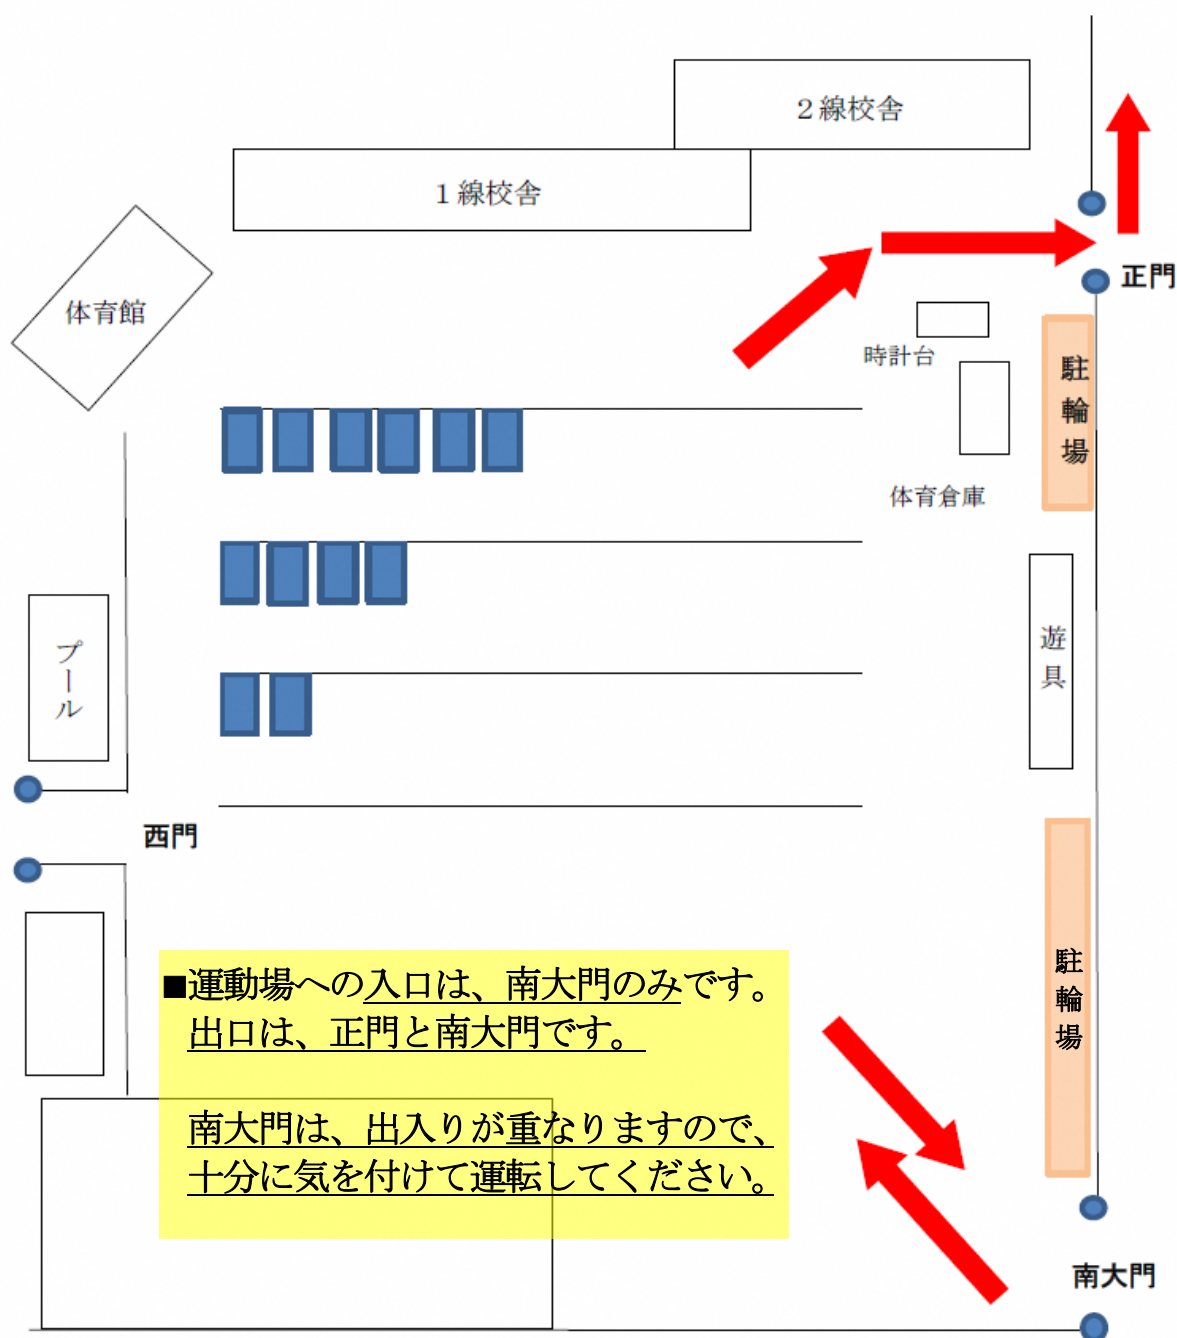 ２線校舎
１線校舎
正門
体育館
時計台
駐輪場
体育倉庫
遊具
プール
西門
■運動場への入口は、南大門のみです。
出口は、正門と南大門です。
南大門は、出入りが重なりますので、
十分に気を付けて運転してください。
駐輪場
南大門